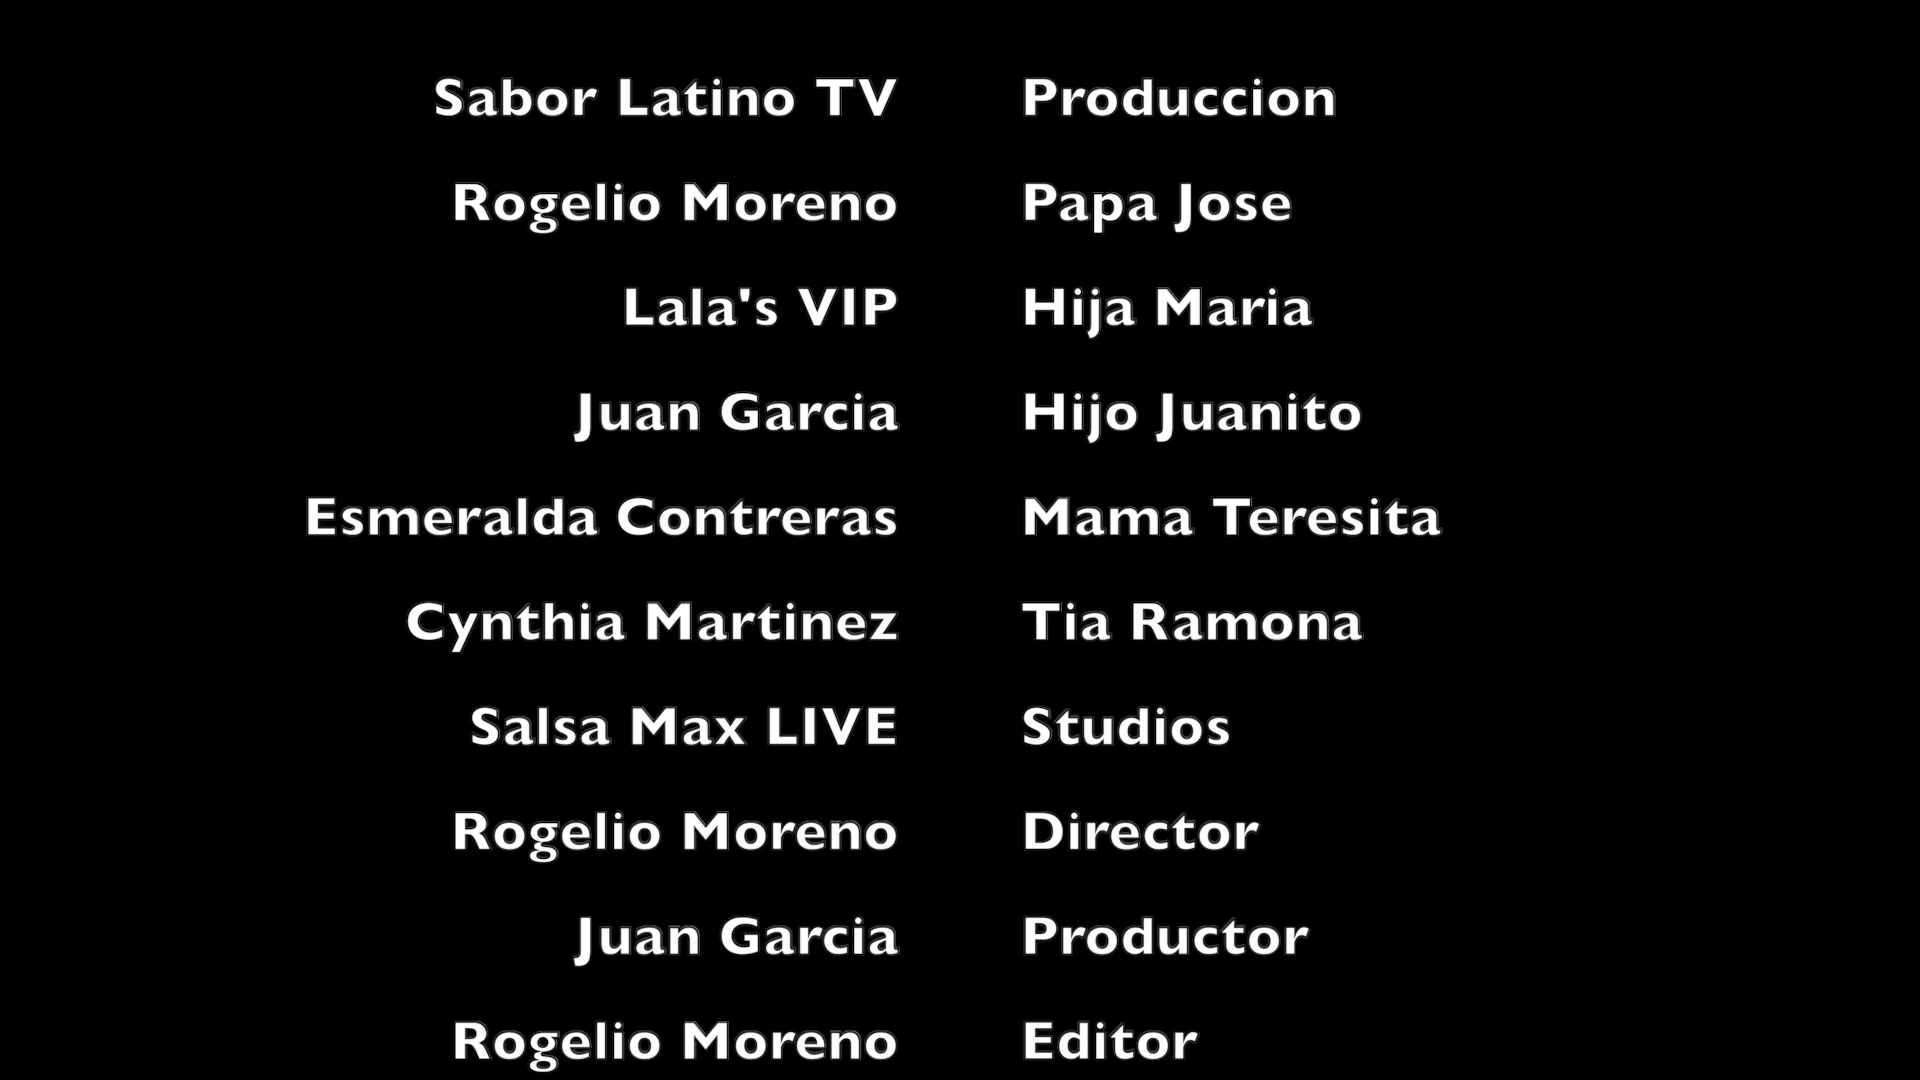 Sabor Latino TV Produccion
Rogelio Moreno Papa Jose
Lala's VIP Hija Maria
Juan Garcia Hijo Juanito
Esmeralda Contreras Mama Teresita
Cynthia Martinez Tia Ramona
Salsa Max LIVE Studios
Rogelio Moreno Director
Juan Garcia Productor
Rogelio Moreno Editor